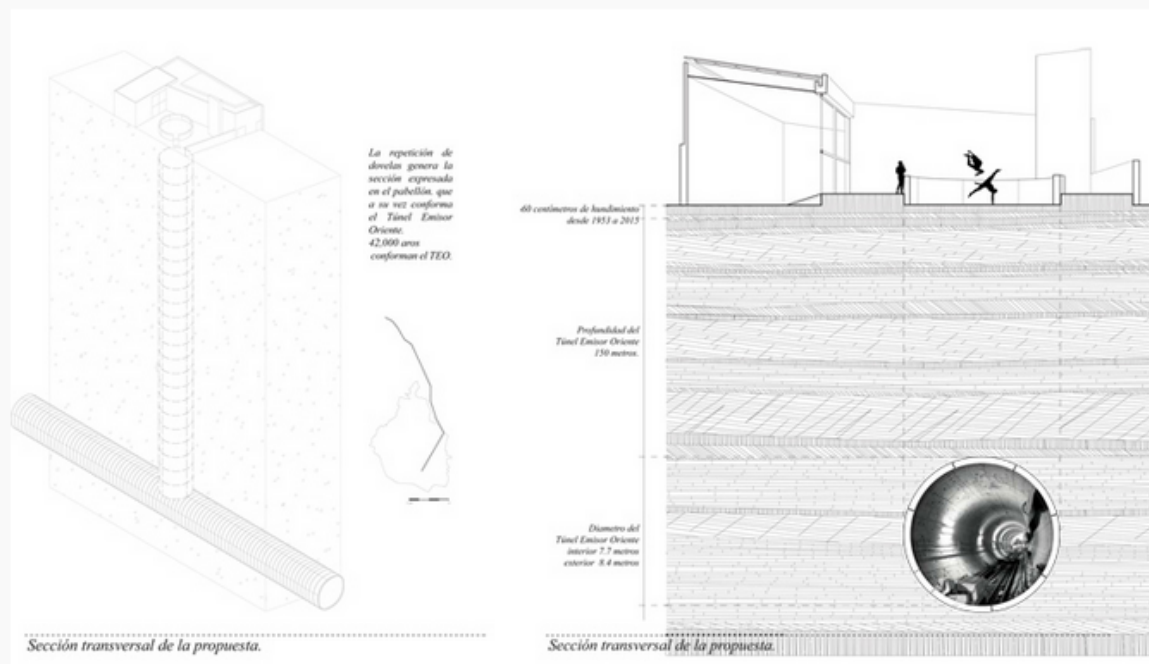 La repetición de
dovelas genera la
sección expresada
en el pabellón. que
a su vez conforma
el Túnel Emisor
Oriente.
42,000 aros
conforman el TEO.
Sección transversal de la propuesta.
60 centímetros de hundimiento
desde 1953 a 2015
Profundidad del
Túnel Emisor Oriente
150 metros.
Diametro del
Túnel Emisor Oriente
interior 7.7 metros
exterior 8.4 metros
Sección transversal de la propuesta.